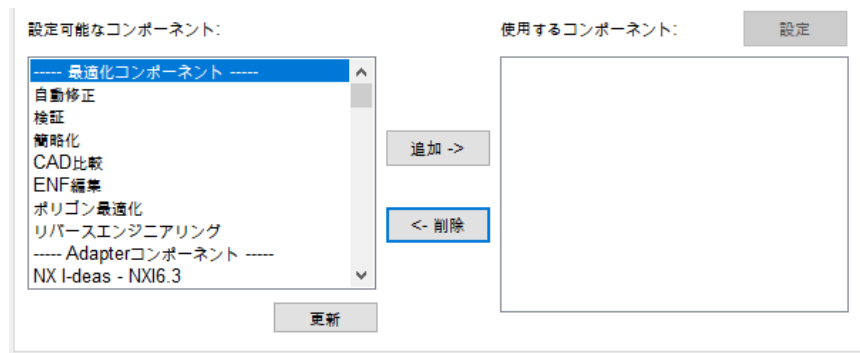 設定可能なコンポーネント:
使用するコンポーネント:
設定
----- 最適化コンポーネント -----
自動修正
検証
簡略化
CAD比較
ENF編集
ポリゴン最適化
リバースエンジニアリング
----- Adapterコンポーネント -----
NX I-deas - NXI6.3
追加 ->
<- 削除
更新